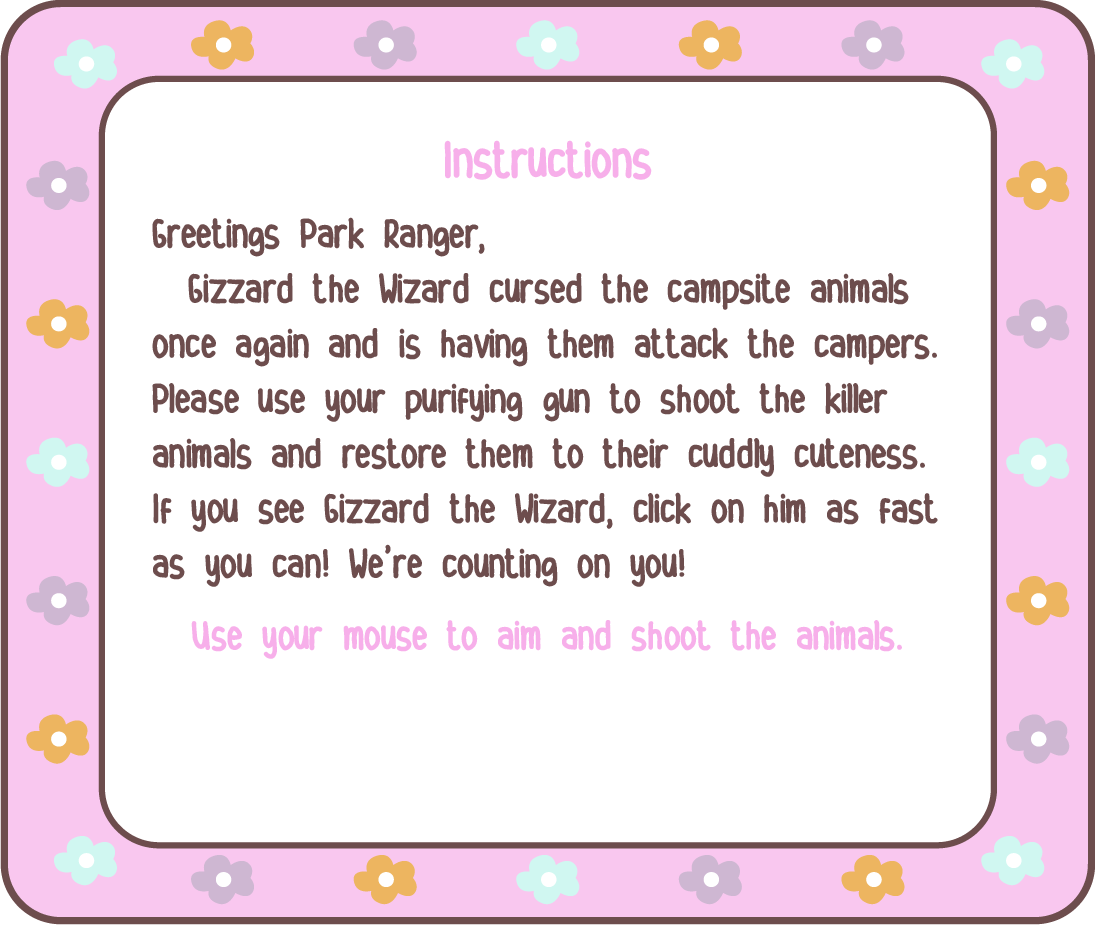 Instructions
Greetings Park Ranger,
Gizzard the Wizard cursed the campsite animals
once again and is having them attack the campers.
Please use your purifying gun to shoot the killer
animals and restore them to their cuddly cuteness.
If you see Gizzard the Wizard, click on him as fast
as you can! We're counting on you!
Use your mouse to aim and shoot the animals.